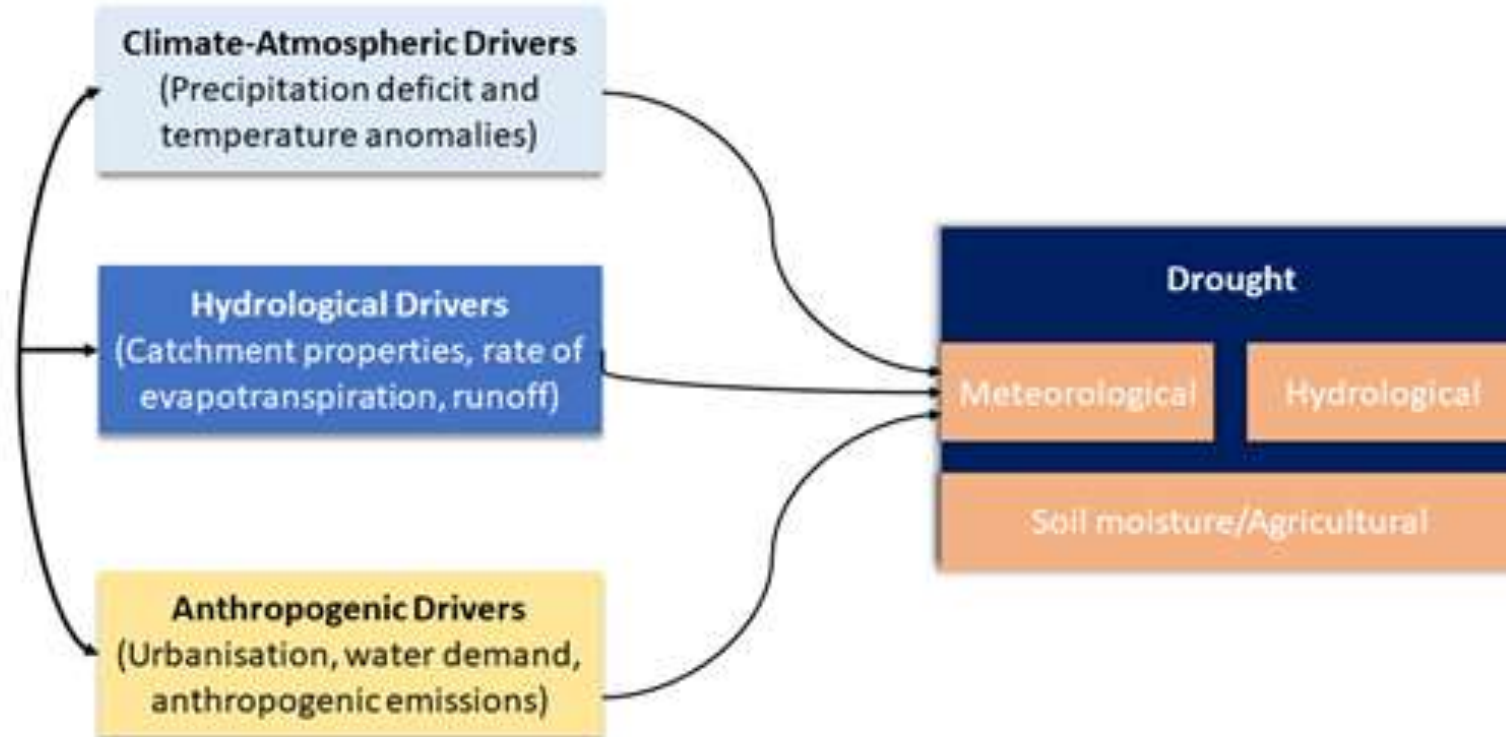 Climate-Atmospheric Drivers
(Precipitation deficit and
temperature anomalies)
Hydrological Drivers
(Catchment properties, rate of
evapotranspiration, runoff)
Anthropogenic Drivers
(Urbanisation, water demand,
anthropogenic emissions)
Drought
Meteorological
Hydrological
Soil moisture/Agricultural